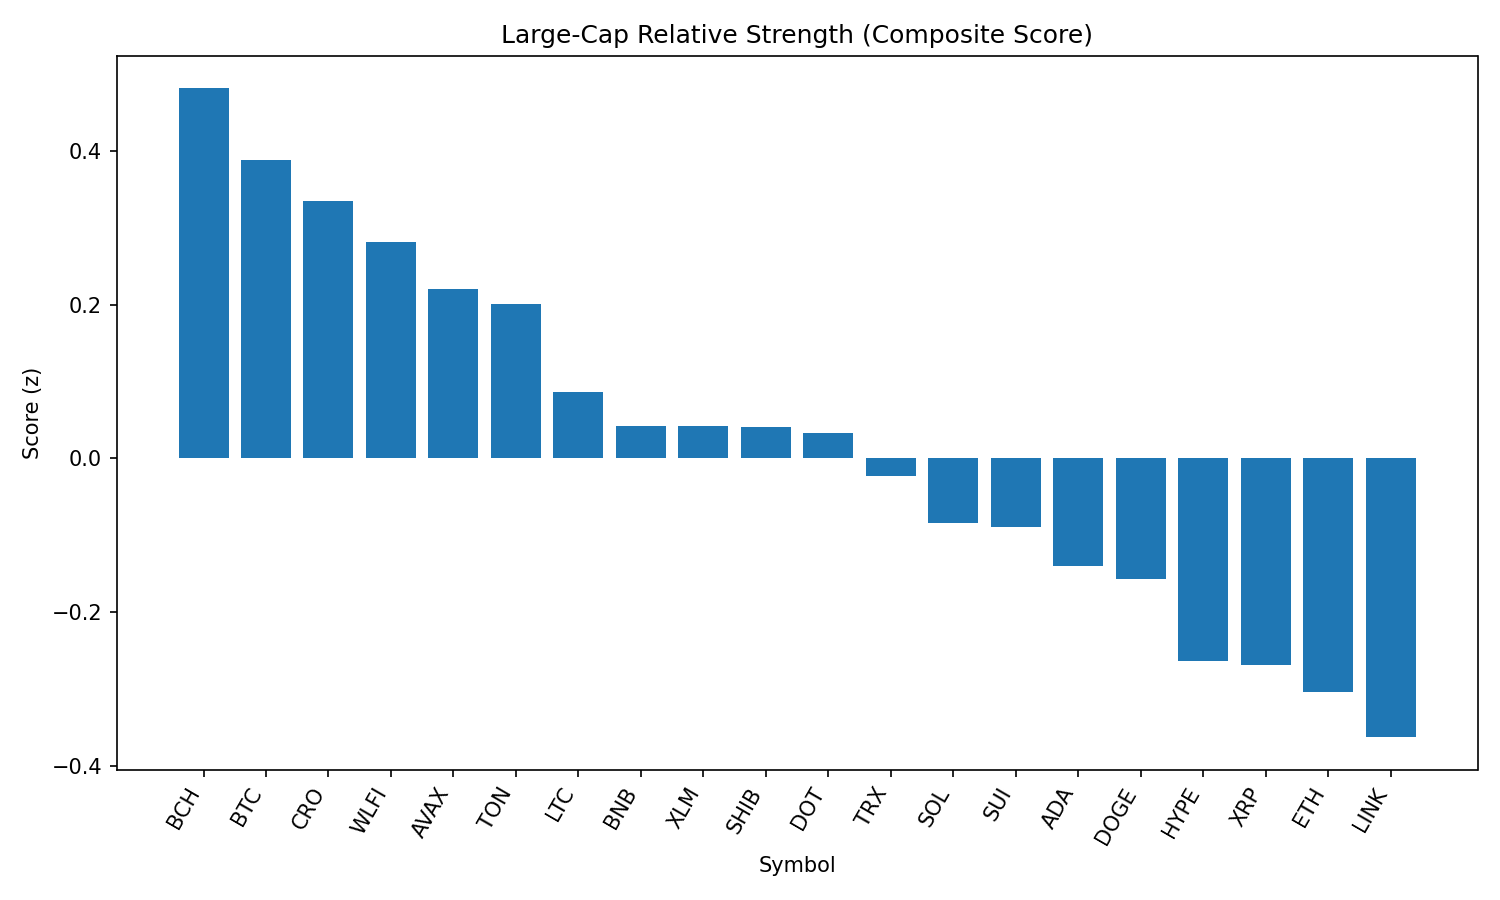 Large-Cap Relative Strength (Composite Score)
Score (z)
0.4
0.2
0.0
−0.2
−0.4
BCH
BTC
CRO
WLFI
AVAX
TON
LTC
BNB
XLM
SHIB
DOT
TRX
SOL
SUI
ADA
DOGE
HYPE
XRP
ETH
LINK
Symbol